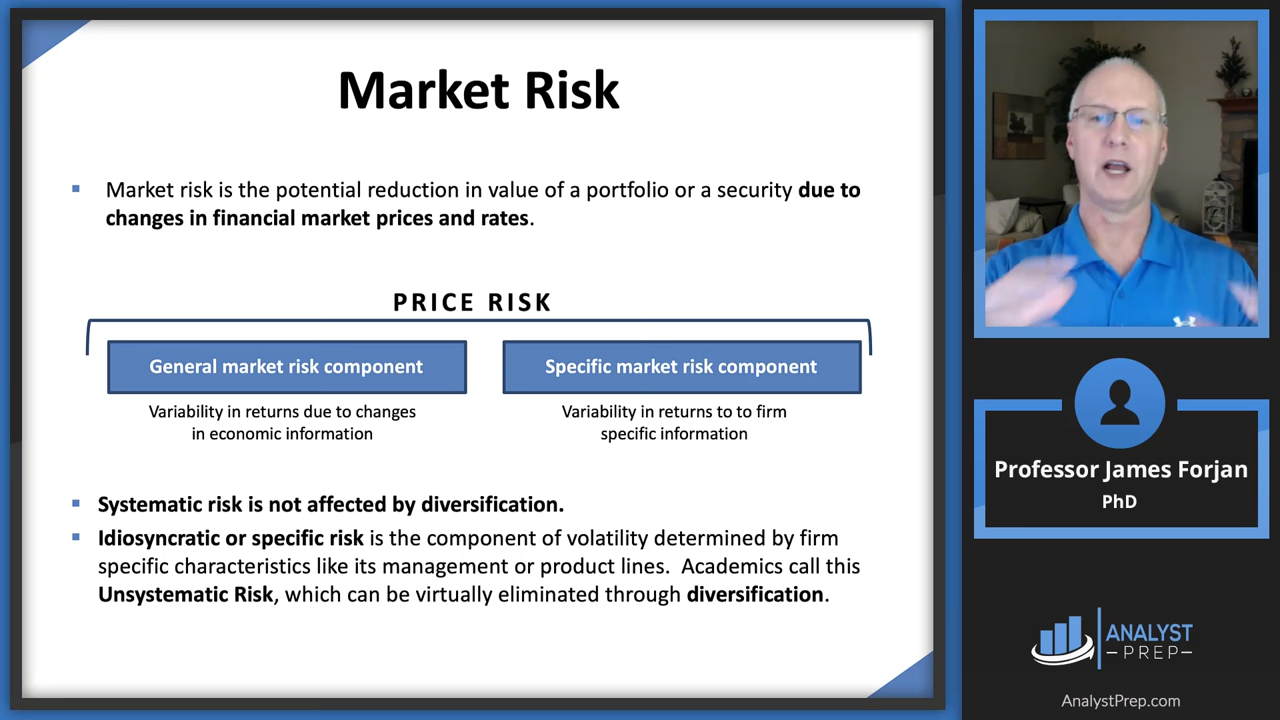 Market Risk
Market risk is the potential reduction in value of a portfolio or a security due to
changes in financial market prices and rates.
PRICE RISK
General market risk component
Specific market risk component
Variability in returns due to changes
in economic information
Variability in returns to to firm
specific information
Systematic risk is not affected by diversification.
Idiosyncratic or specific risk is the component of volatility determined by firm
specific characteristics like its management or product lines. Academics call this
Unsystematic Risk, which can be virtually eliminated through diversification.
Professor James Forjan
PhD
ANALYST
PREP
AnalystPrep.com